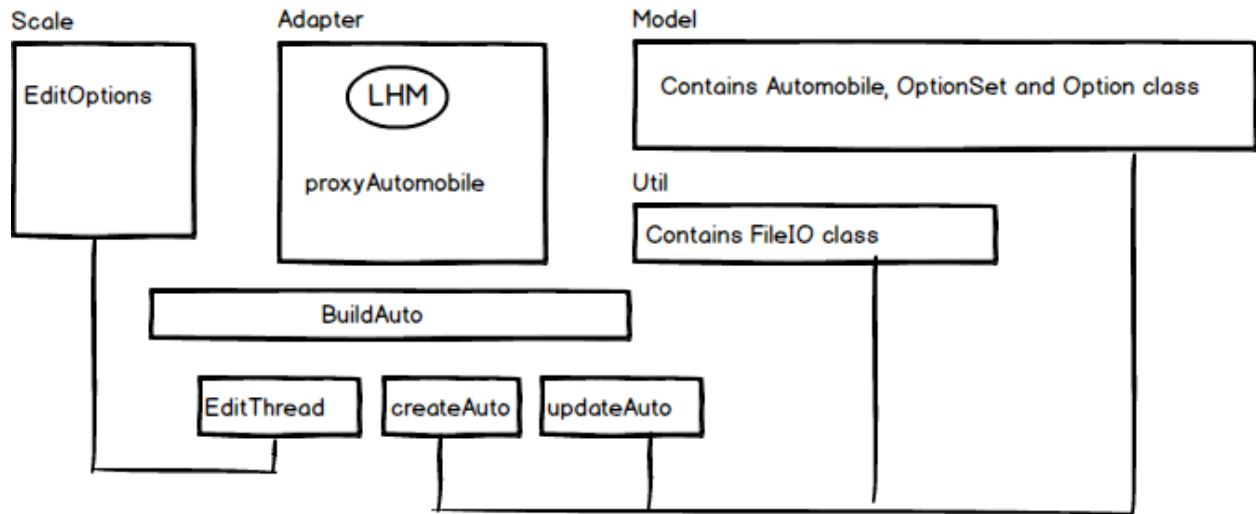 Scale
Adapter
Model
EditOptions
LHM
Contains Automobile, OptionSet and Option class
proxyAutomobile
Util
Contains FileIO class
BuildAuto
EditThread
createAuto
updateAuto